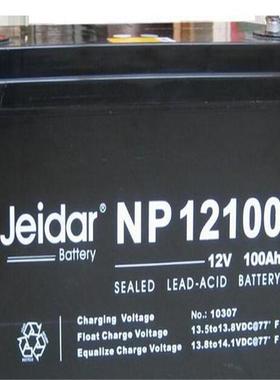 Jeidar® NP12100
Battery 12V 100Ah
SEALED LEAD-ACID BATTERY
Charging Voltage No: 10307
Float Charge Voltage 13.5to13.8VDC@77° F
Equalize Charge Voltage 13.8to14.1VDC@77° F